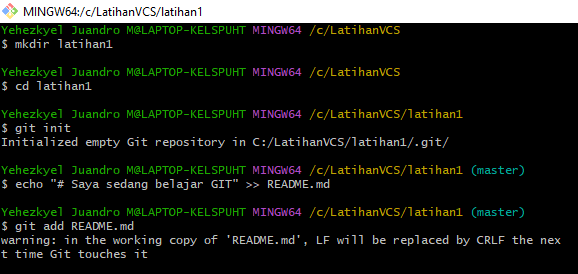 MINGW64:/c/LatihanVCS/latihan1
Yehezkyel Juandro M@LAPTOP-KELSPUHT MINGW64 /c/LatihanVCS
$ mkdir latihan1
Yehezkyel Juandro M@LAPTOP-KELSPUHT MINGW64 /c/LatihanVCS
$ cd latihan1
Yehezkyel Juandro M@LAPTOP-KELSPUHT MINGW64 /c/LatihanVCS/latihan1
$ git init
Initialized empty Git repository in C:/LatihanVCS/latihan1/.git/
Yehezkyel Juandro M@LAPTOP-KELSPUHT MINGW64 /c/LatihanVCS/latihan1 (master)
$ echo "# Saya sedang belajar GIT" >> README.md
Yehezkyel Juandro M@LAPTOP-KELSPUHT MINGW64 /c/LatihanVCS/latihan1 (master)
$ git add README.md
warning: in the working copy of 'README.md', LF will be replaced by CRLF the nex
t time Git touches it